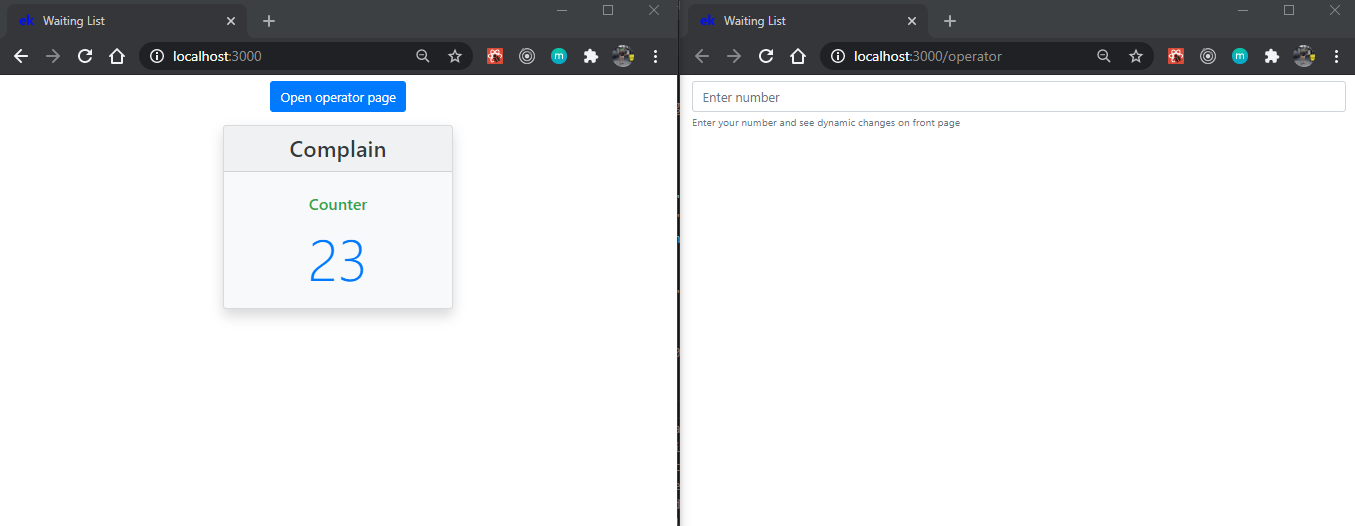 ek Waiting List
localhost:3000
m
Open operator page
Complain
Counter
23
ek Waiting List
localhost:3000/operator
m
Enter number
Enter your number and see dynamic changes on front page